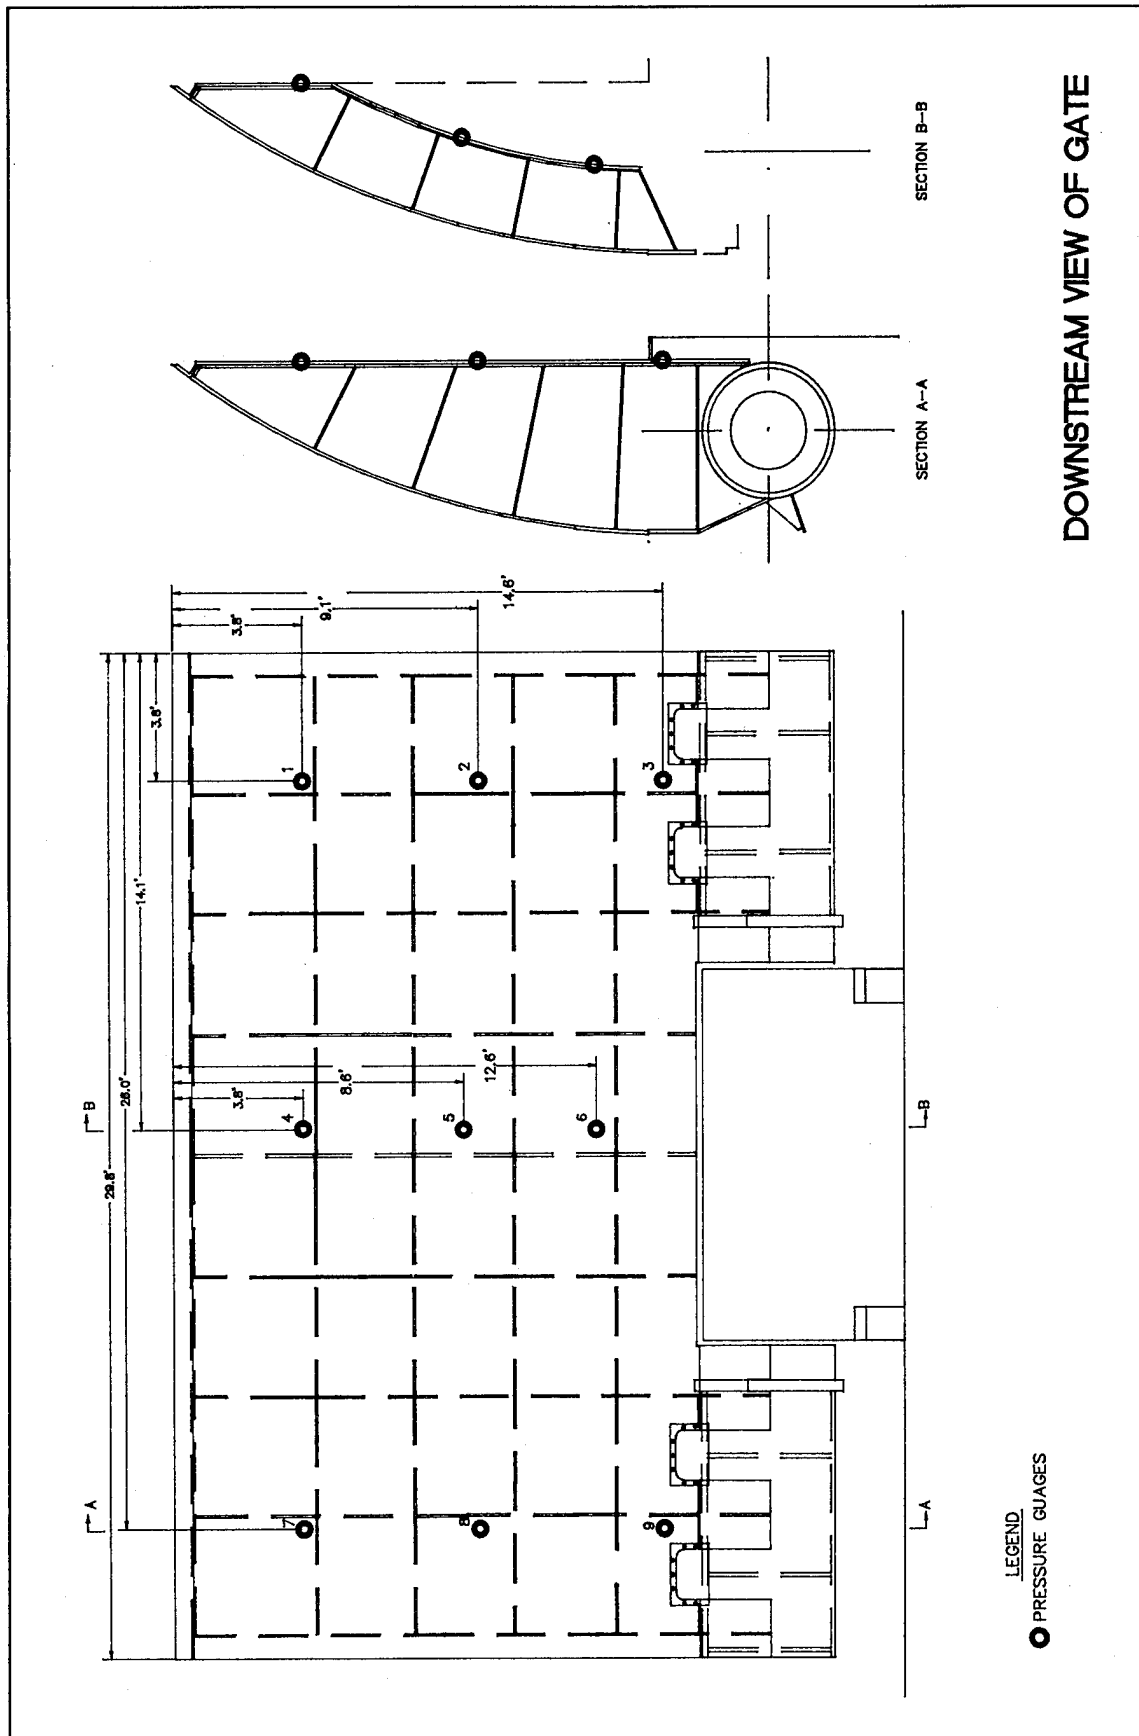 A
B
29.8'
26.0'
14.1'
3.8'
3.8'
3.8'
7
4
1
9.1'
8.6'
8
5
2
12.6'
14.6'
9
6
3
A
B
SECTION A—A
SECTION B—B
LEGEND
PRESSURE GUAGES
DOWNSTREAM VIEW OF GATE